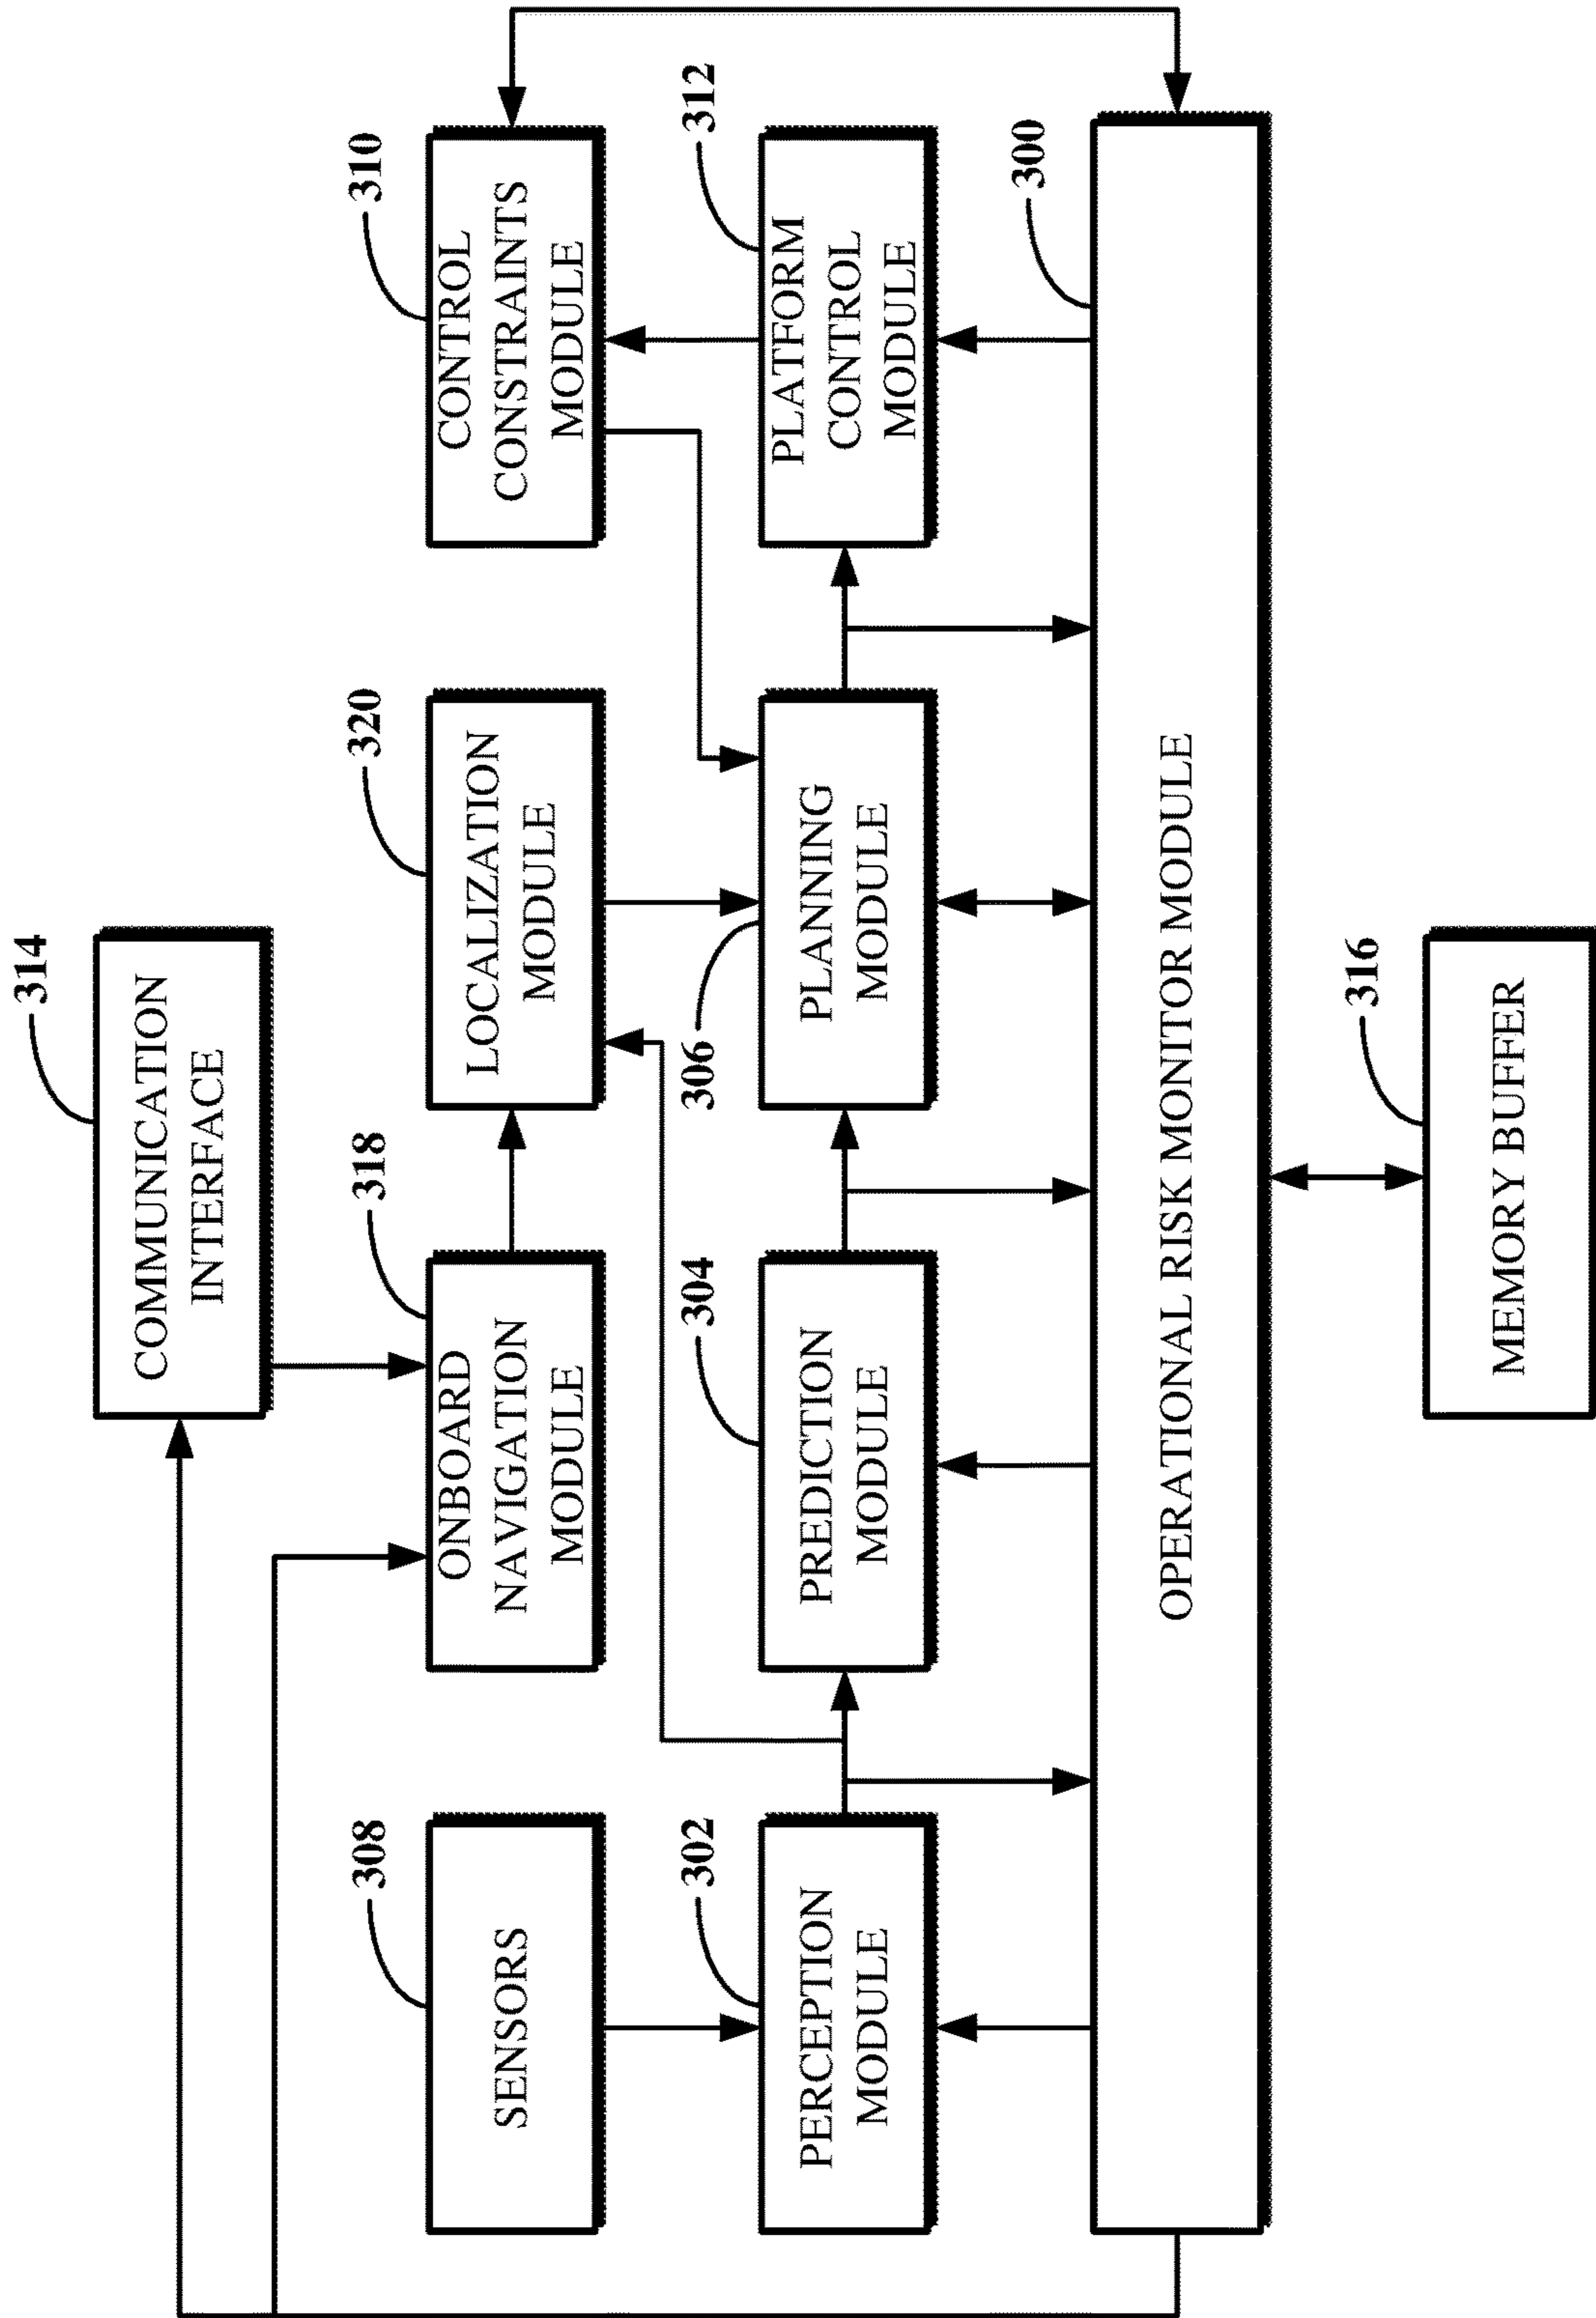 314
COMMUNICATION
INTERFACE
308
SENSORS
318
ONBOARD
NAVIGATION
MODULE
320
LOCALIZATION
MODULE
310
CONTROL
CONSTRAINTS
MODULE
302
PERCEPTION
MODULE
304
PREDICTION
MODULE
306
PLANNING
MODULE
312
PLATFORM
CONTROL
MODULE
300
OPERATIONAL RISK MONITOR MODULE
316
MEMORY BUFFER